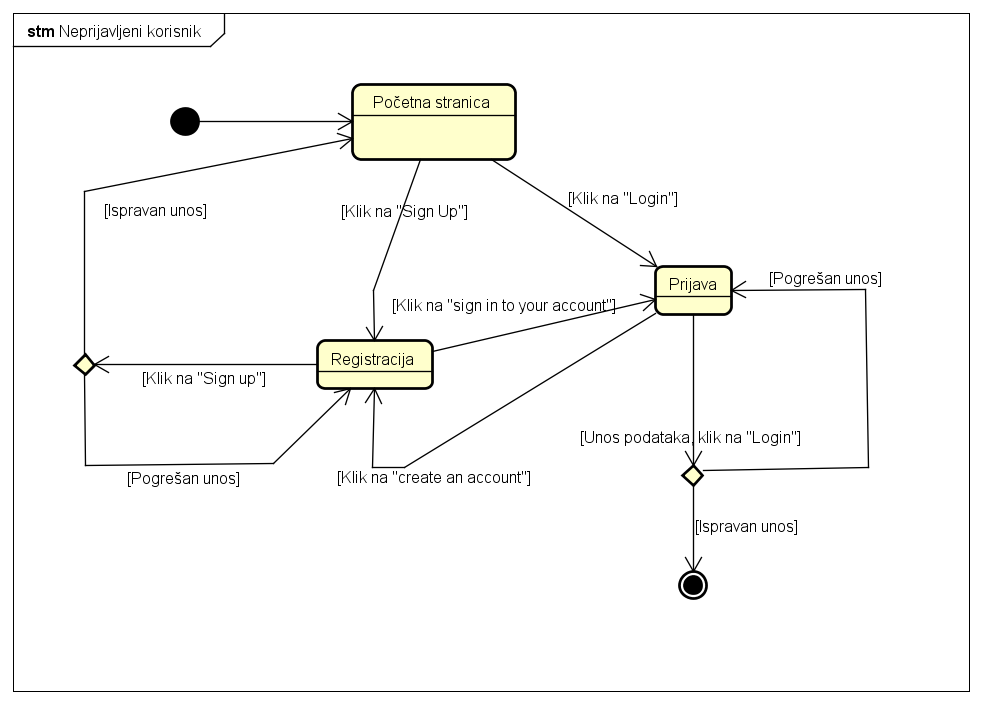 stm Neprijavljeni korisnik
Početna stranica
[Klik na "Login"]
[Ispravan unos]
[Klik na "Sign Up"]
Prijava
[Pogrešan unos]
[Klik na "sign in to your account"]
Registracija
[Klik na "Sign up"]
[Unos podataka, klik na "Login"]
[Pogrešan unos]
[Klik na "create an account"]
[Ispravan unos]